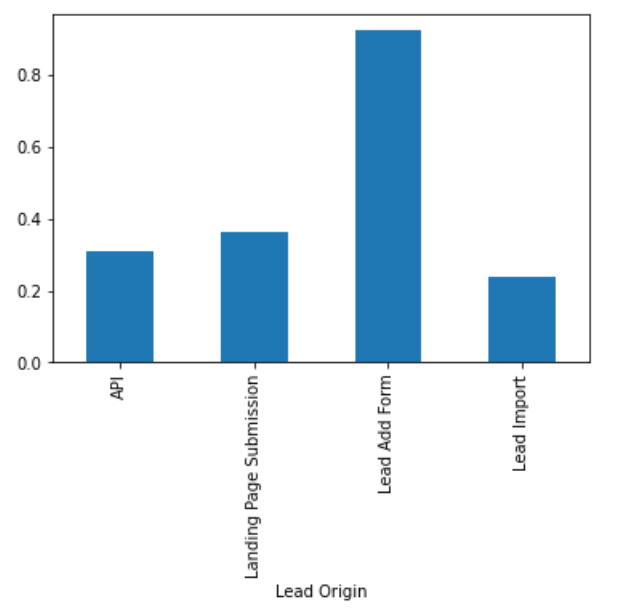 0.8
0.6
0.4
0.2
0.0
API
Landing Page Submission
Lead Add Form
Lead Import
Lead Origin